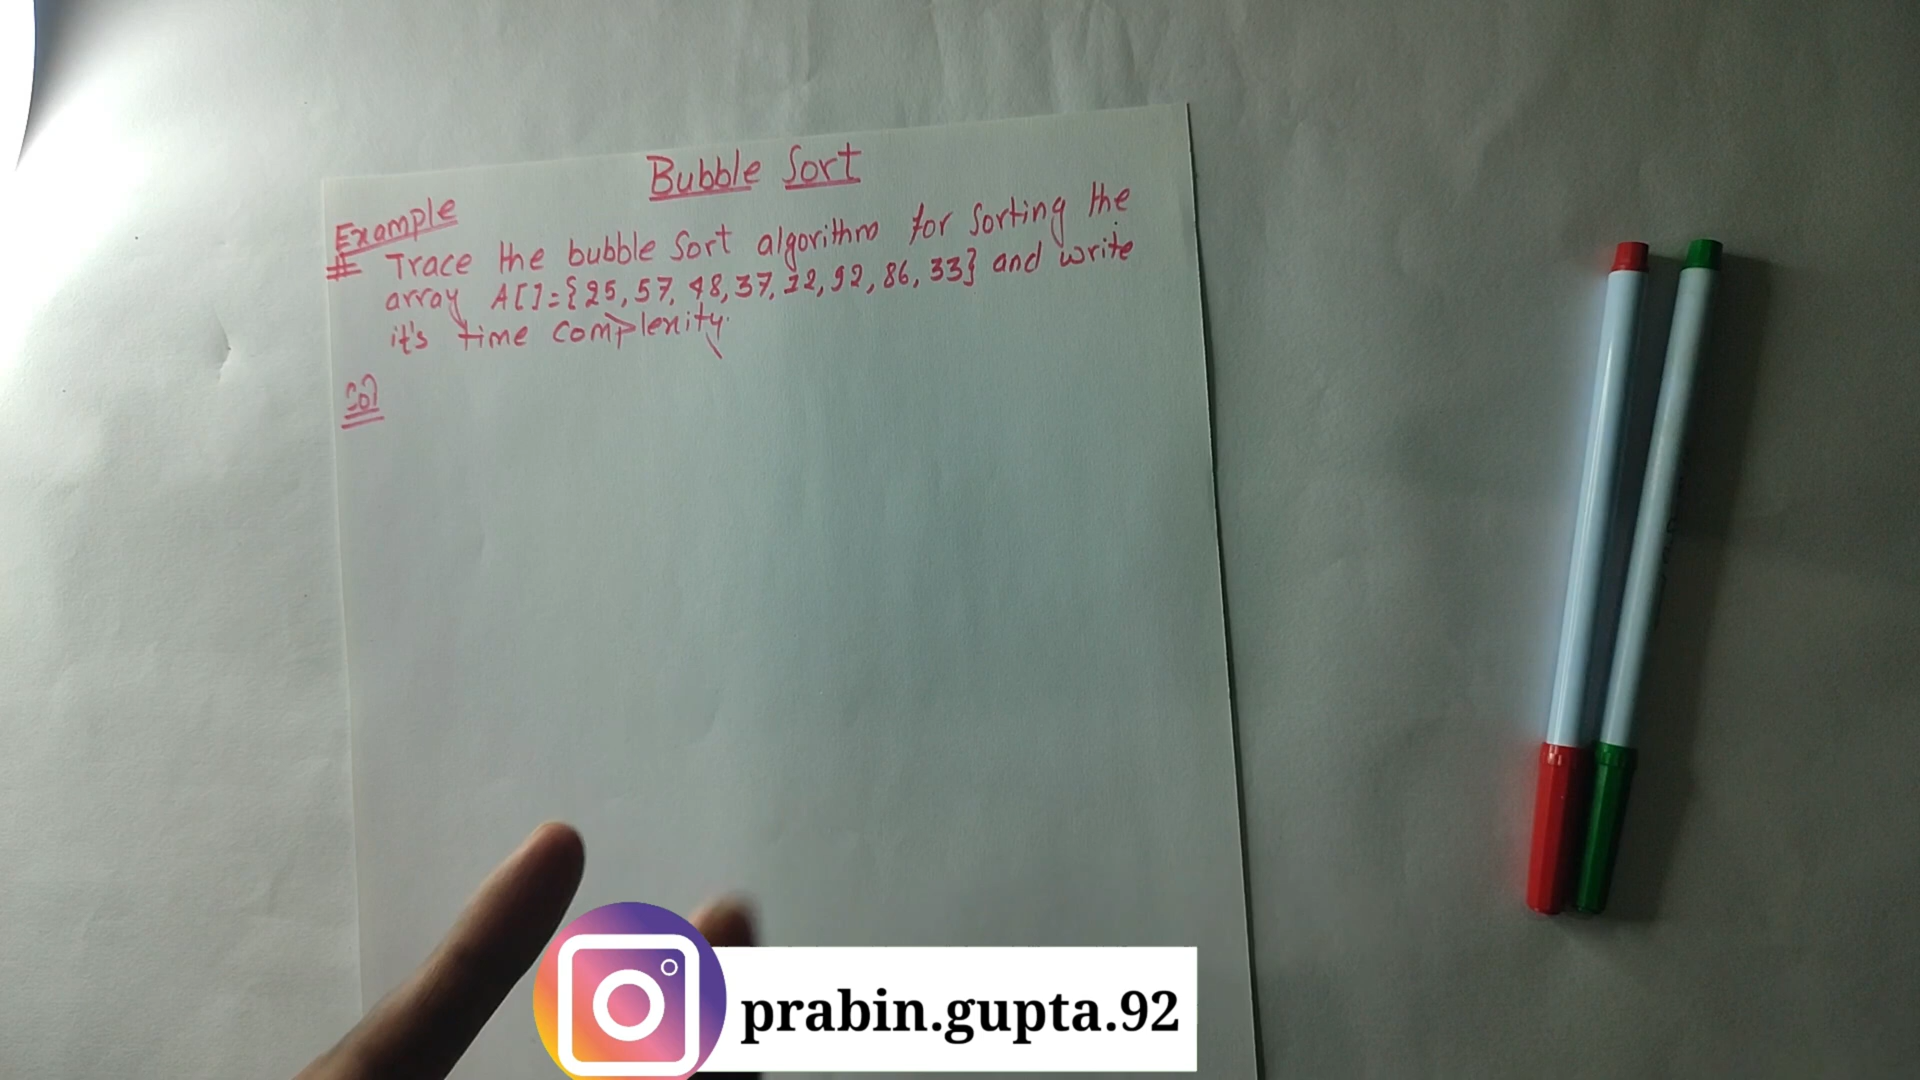 Bubble Sort
Example
# Trace the bubble sort algorithm for sorting the
array A[]={25, 57, 48, 37, 12, 92, 86, 33} and write
it's time complexity.
Sol
prabin.gupta.92